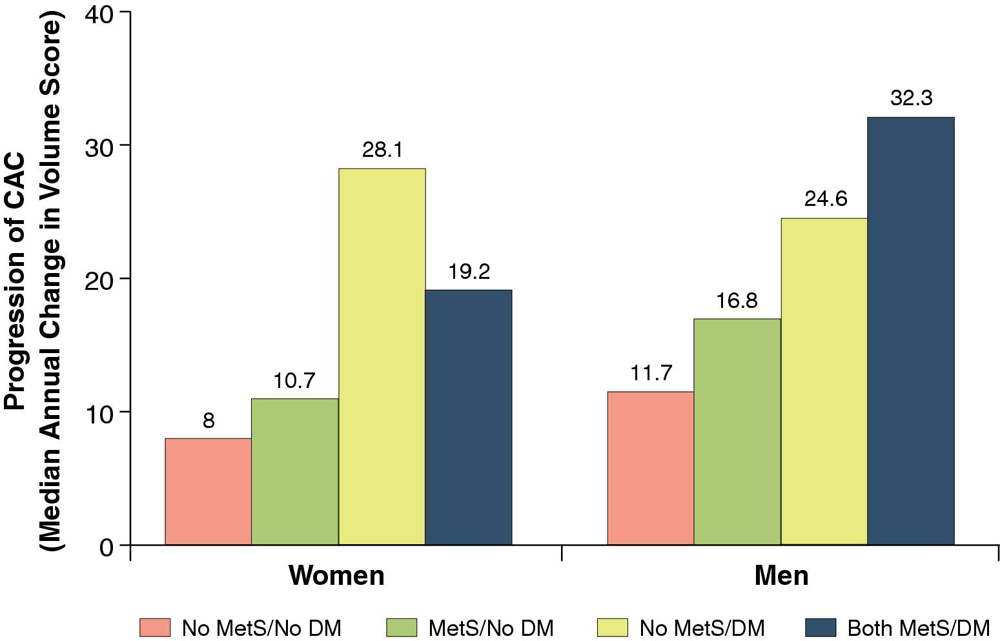 Progression of CAC
(Median Annual Change in Volume Score)
40
30
20
10
0
8
10.7
28.1
19.2
11.7
16.8
24.6
32.3
Women
Men
No MetS/No DM
MetS/No DM
No MetS/DM
Both MetS/DM